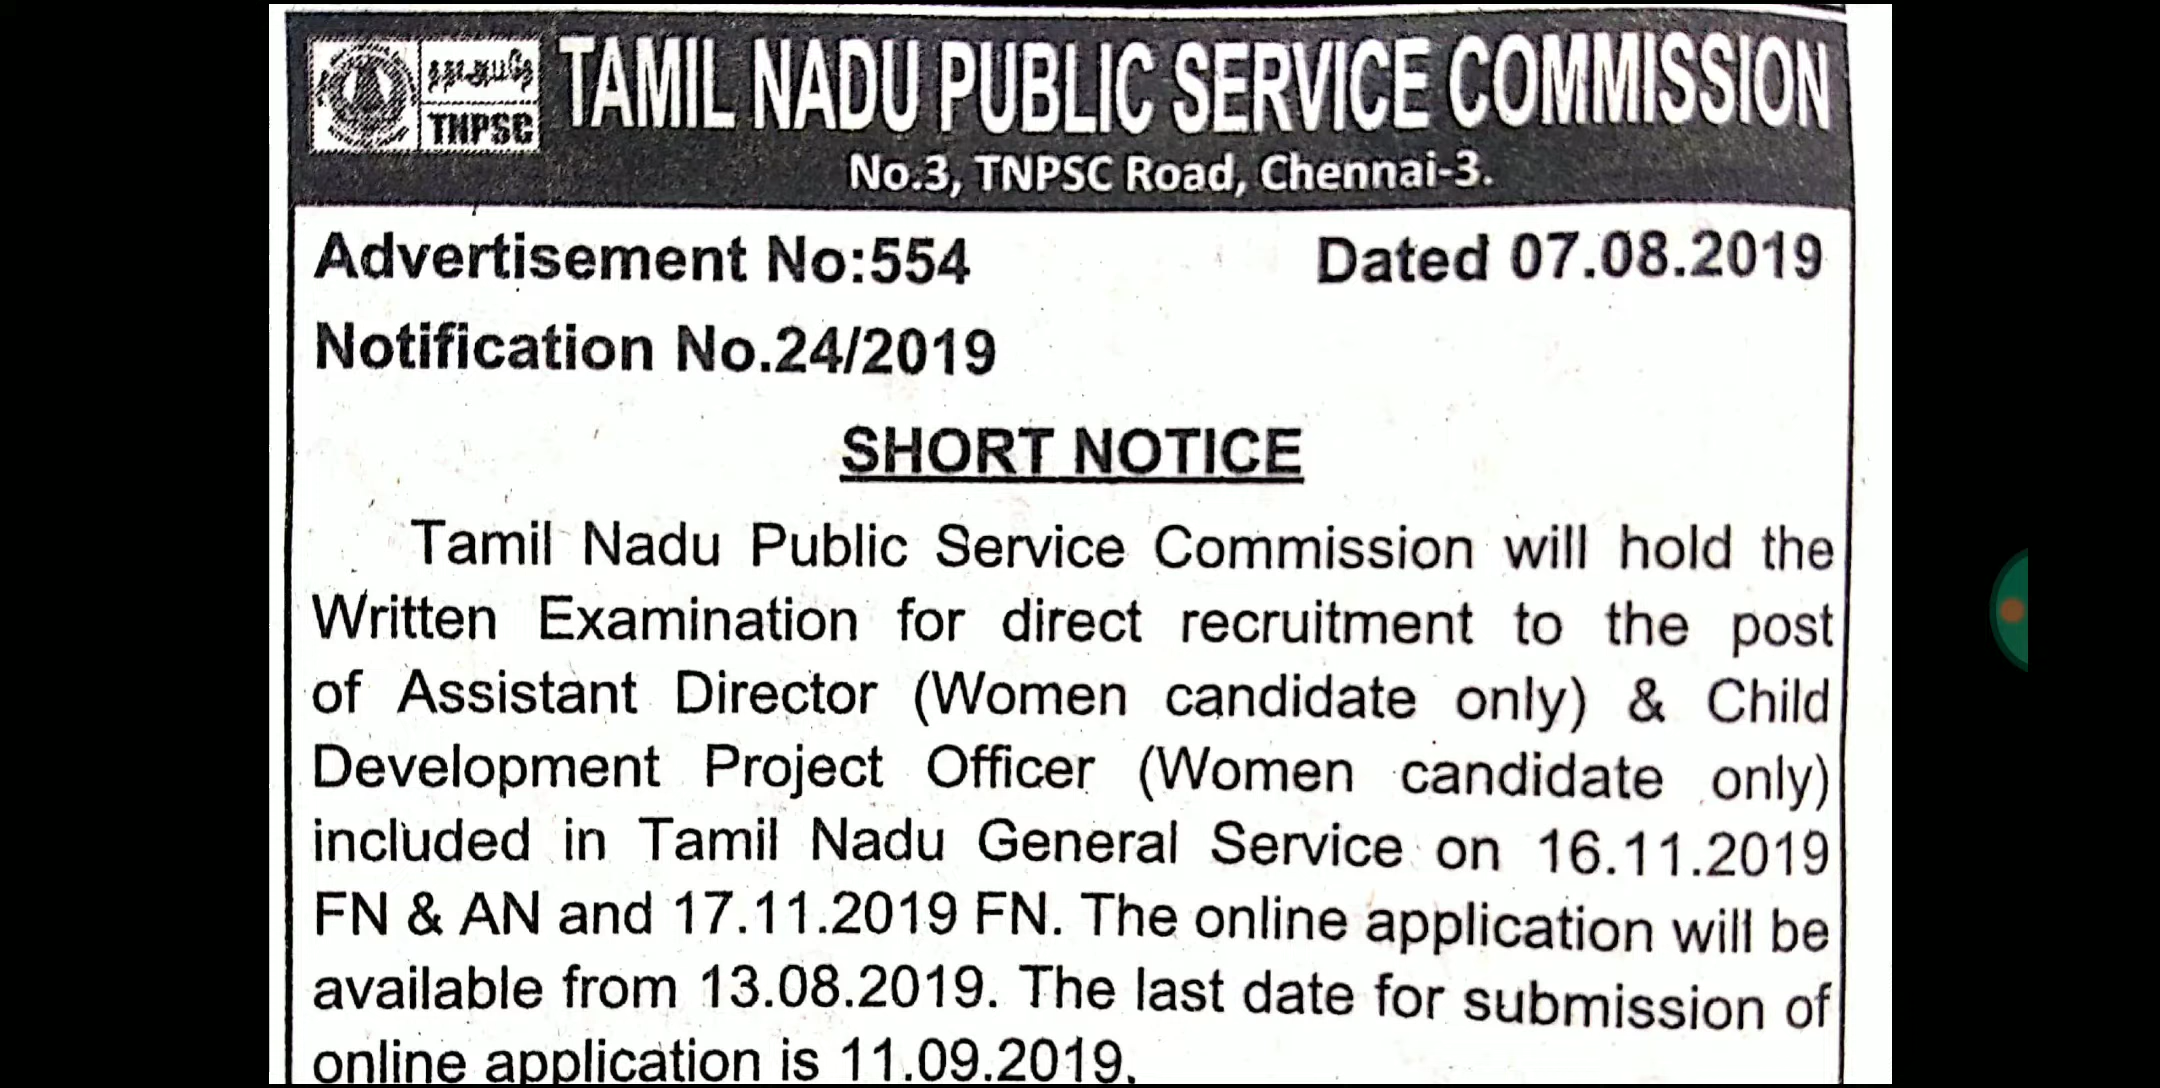 TNPSC
TAMIL NADU PUBLIC SERVICE COMMISSION
No.3, TNPSC Road, Chennai-3.
Advertisement No:554 Dated 07.08.2019
Notification No.24/2019
SHORT NOTICE
Tamil Nadu Public Service Commission will hold the
Written Examination for direct recruitment to the post
of Assistant Director (Women candidate only) & Child
Development Project Officer (Women candidate only)
included in Tamil Nadu General Service on 16.11.2019
FN & AN and 17.11.2019 FN. The online application will be
available from 13.08.2019. The last date for submission of
online application is 11.09.2019.